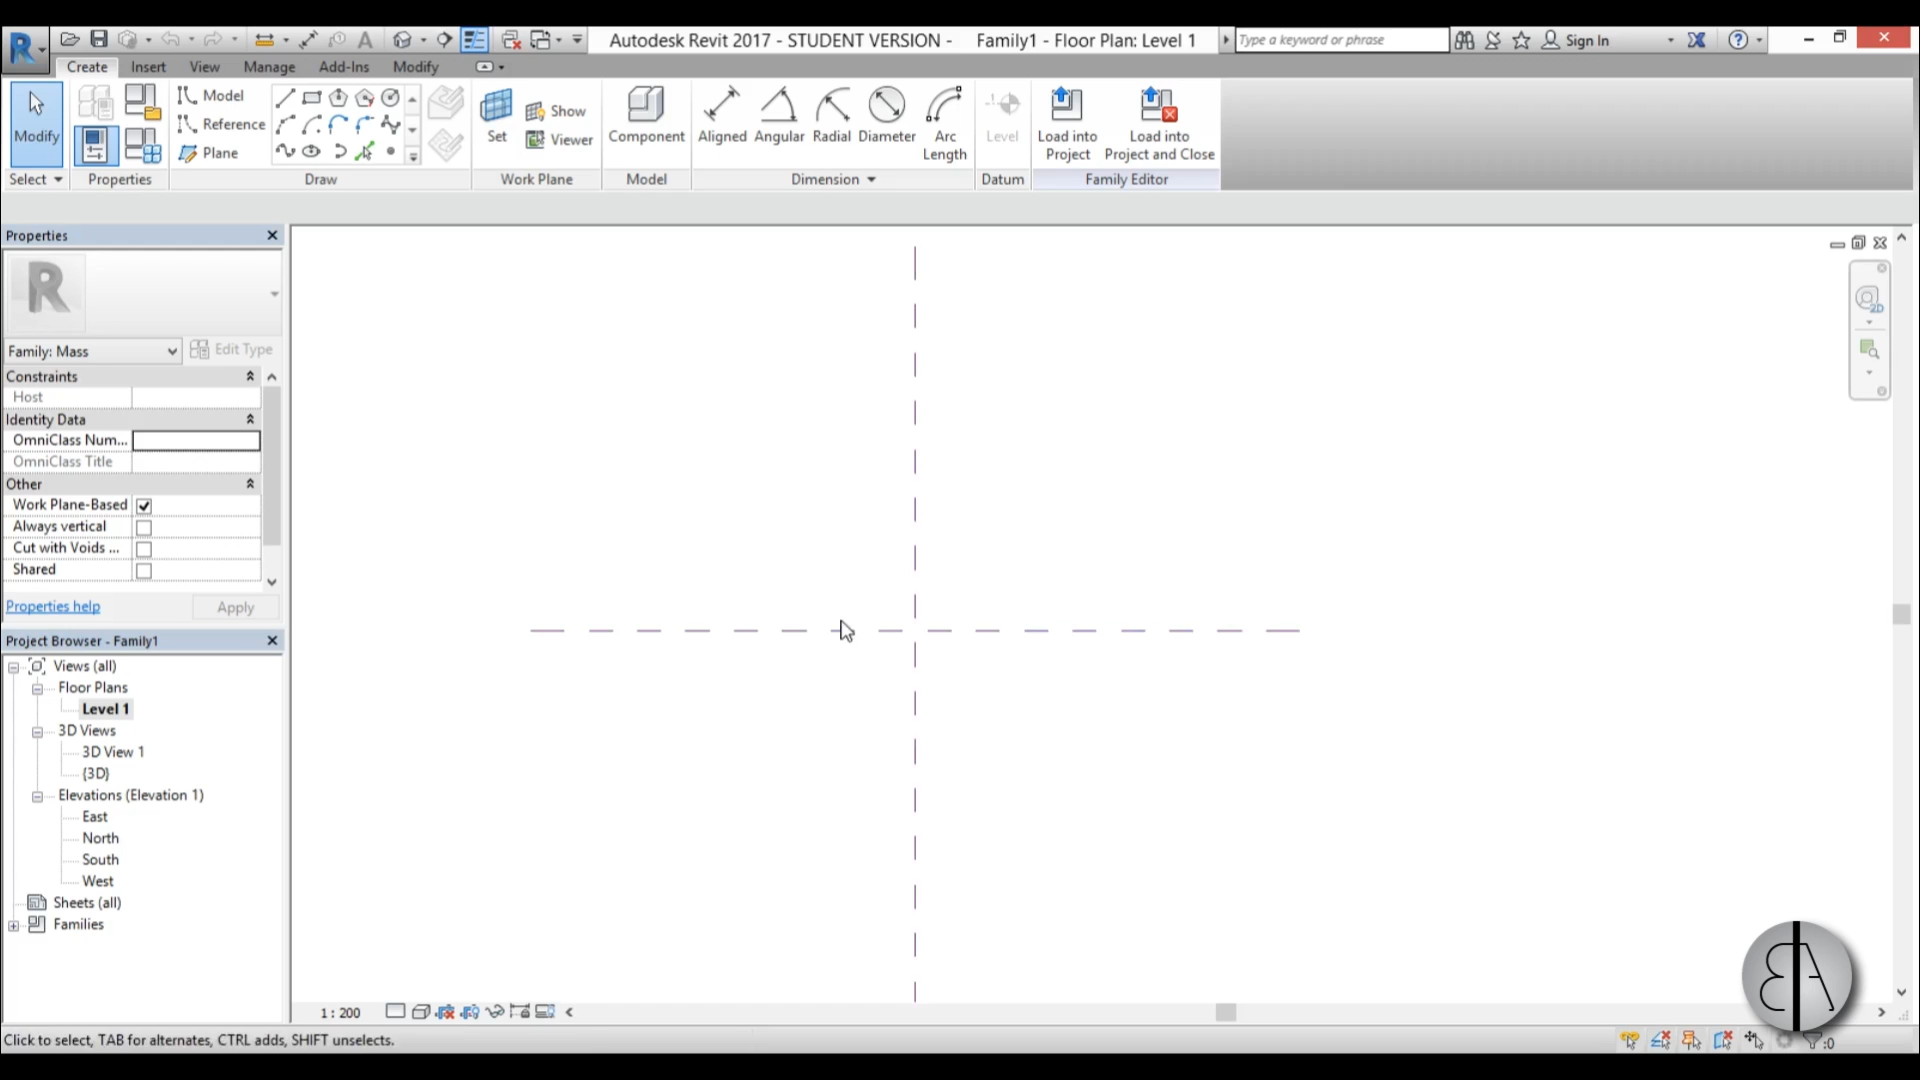 Autodesk Revit 2017 - STUDENT VERSION - Family1 - Floor Plan: Level 1
Type a keyword or phrase
Sign In
Create Insert View Manage Add-Ins Modify
Modify
Model
Reference
Plane
Set
Show
Viewer
Component
Aligned Angular Radial Diameter Arc Length
Level
Load into Project
Load into Project and Close
Select Properties Draw Work Plane Model Dimension Datum Family Editor
Properties
R
Family: Mass
Edit Type
Constraints
Host
Identity Data
OmniClass Num...
OmniClass Title
Other
Work Plane-Based
Always vertical
Cut with Voids ...
Shared
Properties help
Apply
Project Browser - Family1
Views (all)
Floor Plans
Level 1
3D Views
3D View 1
{3D}
Elevations (Elevation 1)
East
North
South
West
Sheets (all)
Families
2D
1 : 200
Click to select, TAB for alternates, CTRL adds, SHIFT unselects.
:0